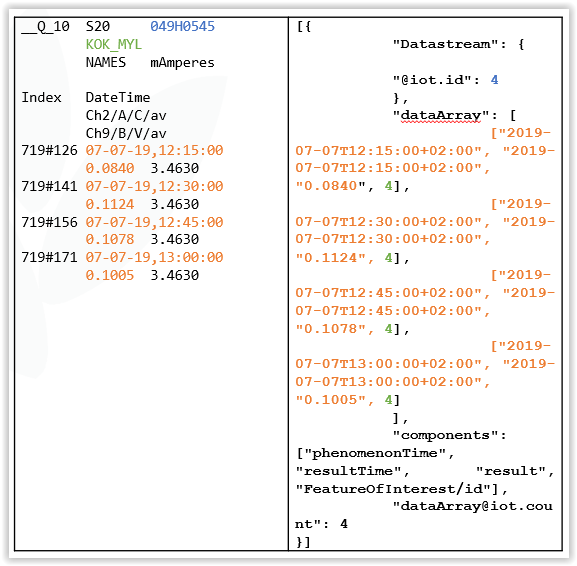 __Q_10 S20 049H0545
KOK_MYL
NAMES mAmperes
Index DateTime
Ch2/A/C/av
Ch9/B/V/av
719#126 07-07-19,12:15:00
0.0840 3.4630
719#141 07-07-19,12:30:00
0.1124 3.4630
719#156 07-07-19,12:45:00
0.1078 3.4630
719#171 07-07-19,13:00:00
0.1005 3.4630
[{
"Datastream": {
"@iot.id": 4
},
"dataArray": [
["2019-
07-07T12:15:00+02:00", "2019-
07-07T12:15:00+02:00",
"0.0840", 4],
["2019-
07-07T12:30:00+02:00", "2019-
07-07T12:30:00+02:00",
"0.1124", 4],
["2019-
07-07T12:45:00+02:00", "2019-
07-07T12:45:00+02:00",
"0.1078", 4],
["2019-
07-07T13:00:00+02:00", "2019-
07-07T13:00:00+02:00",
"0.1005", 4]
],
"components":
["phenomenonTime",
"resultTime", "result",
"FeatureOfInterest/id"],
"dataArray@iot.cou
nt": 4
}]